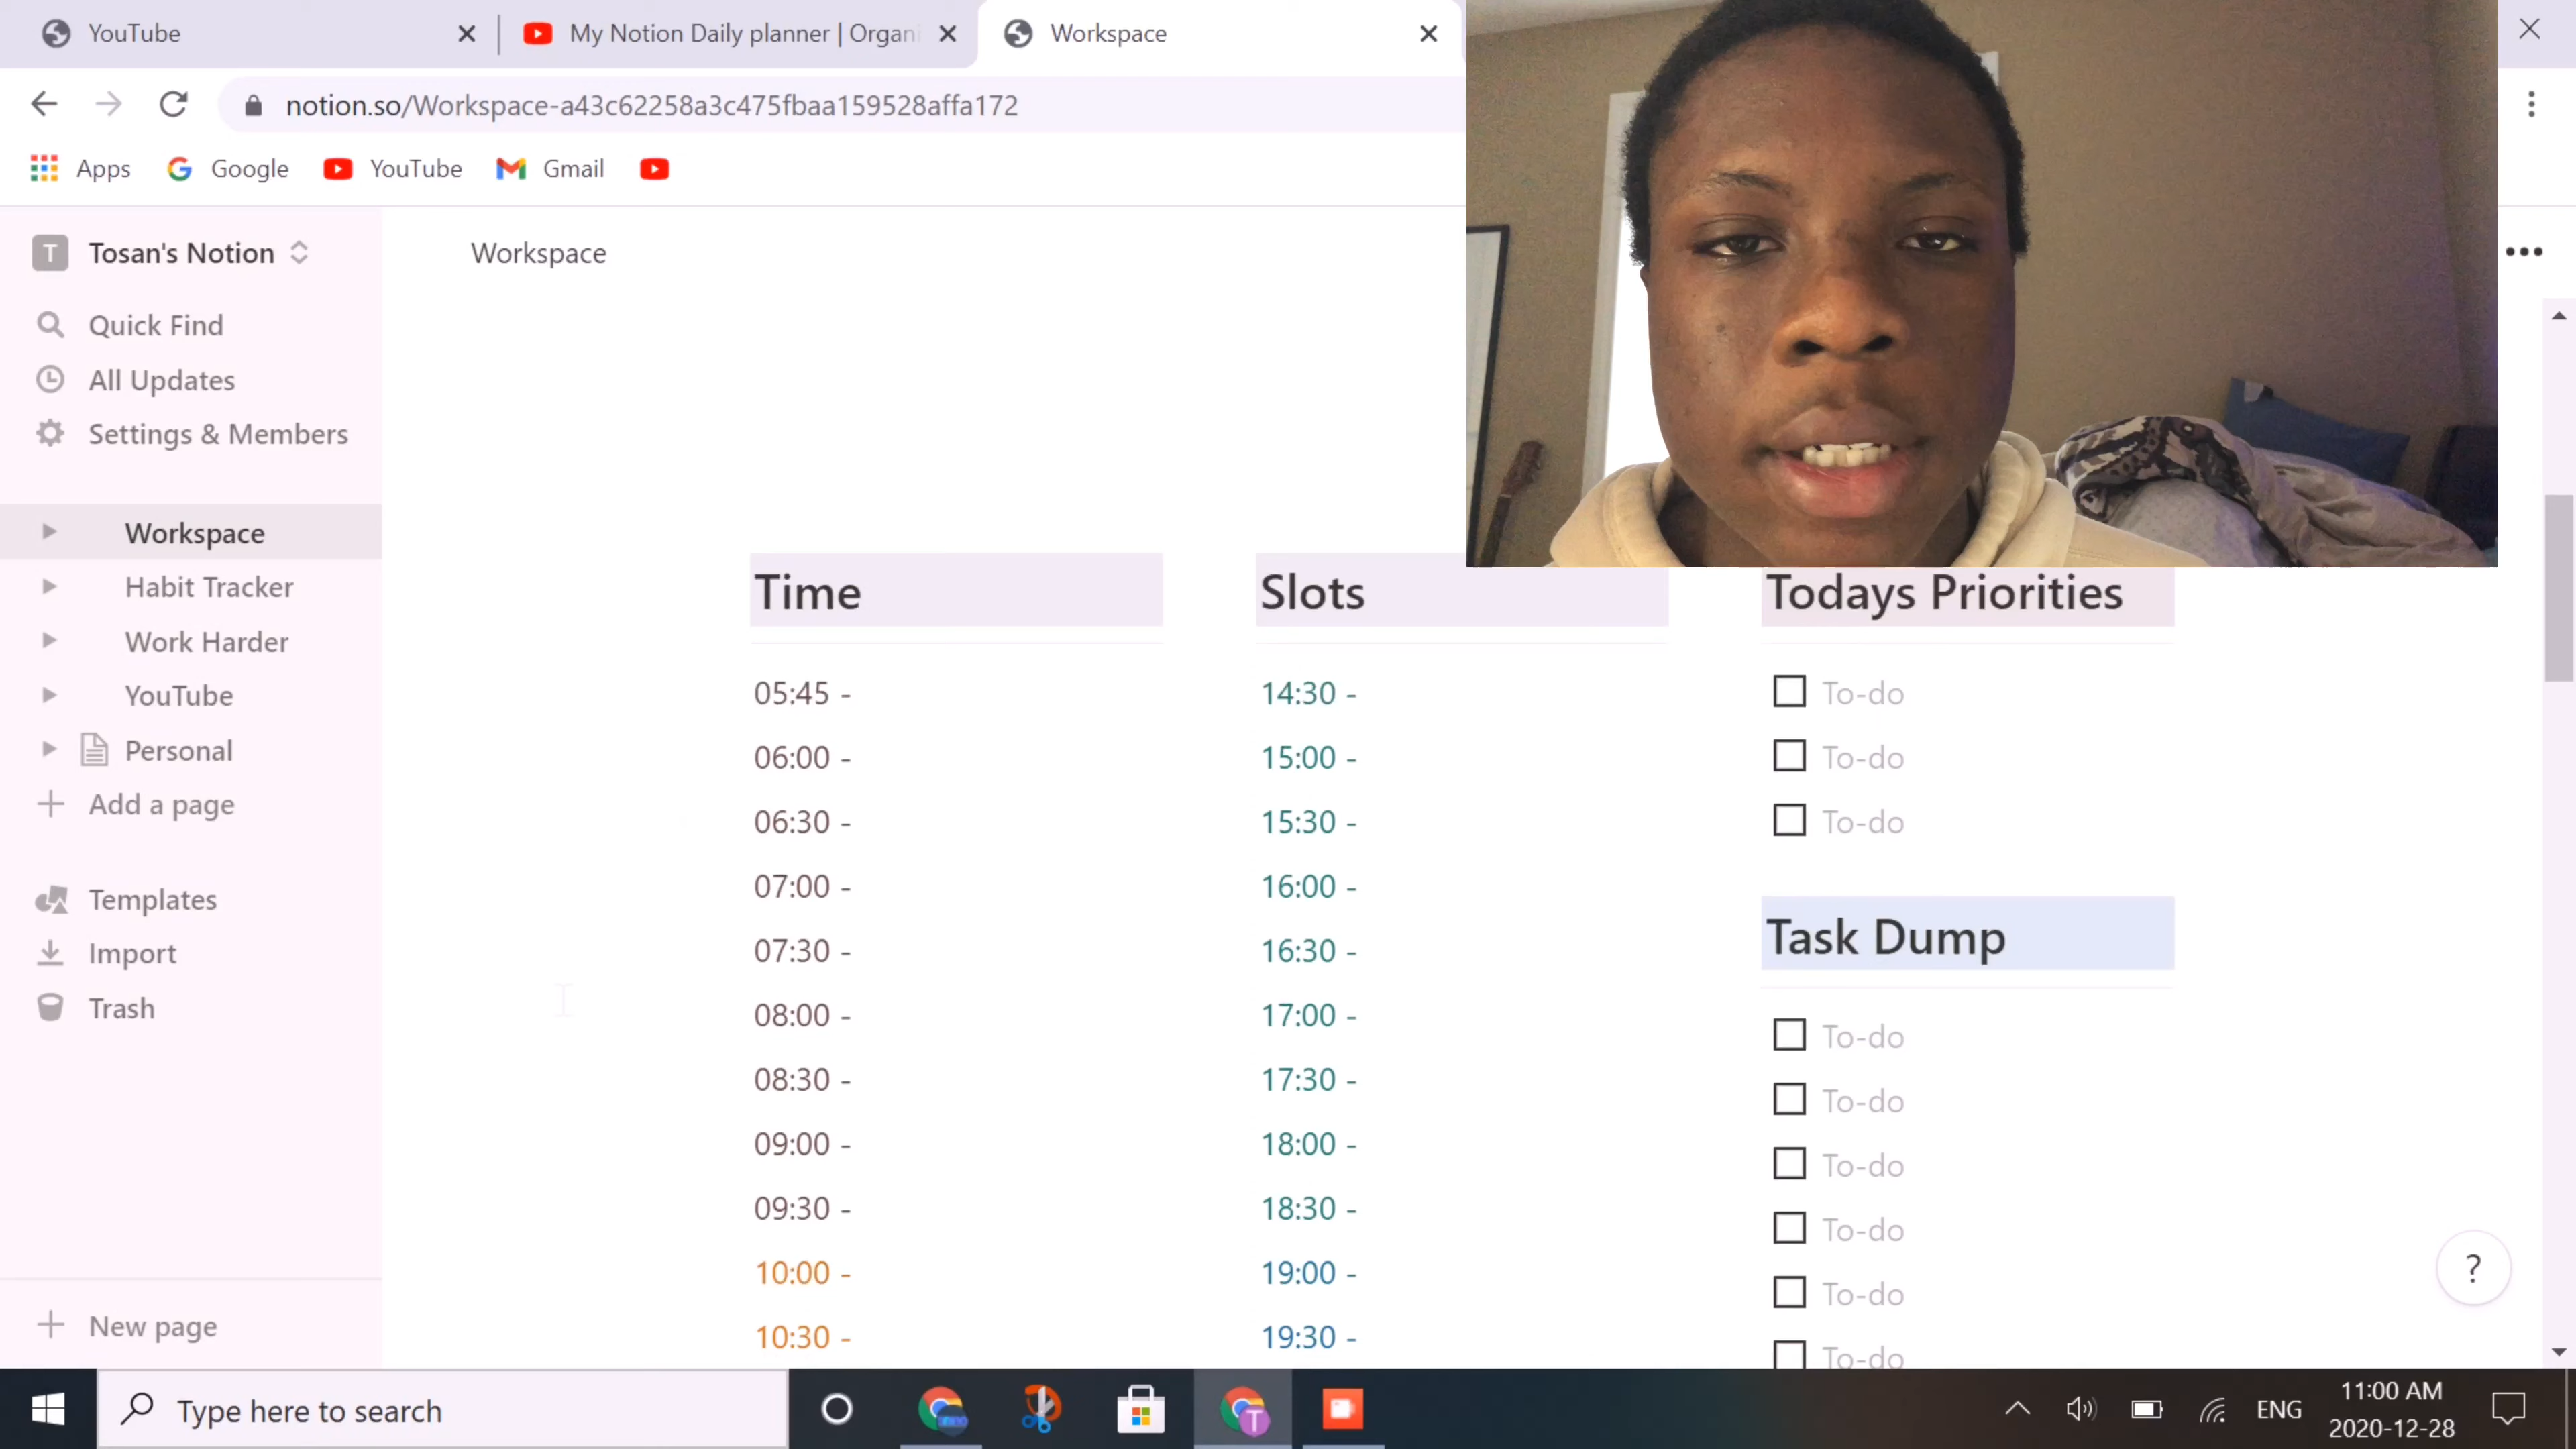 YouTube
My Notion Daily planner | Organi
Workspace
notion.so/Workspace-a43c62258a3c475fbaa159528affa172
Apps
Google
YouTube
Gmail
T
Tosan's Notion
Quick Find
All Updates
Settings & Members
Workspace
Habit Tracker
Work Harder
YouTube
Personal
Add a page
Templates
Import
Trash
New page
Workspace
Time
05:45 -
06:00 -
06:30 -
07:00 -
07:30 -
08:00 -
08:30 -
09:00 -
09:30 -
10:00 -
10:30 -
Slots
14:30 -
15:00 -
15:30 -
16:00 -
16:30 -
17:00 -
17:30 -
18:00 -
18:30 -
19:00 -
19:30 -
Todays Priorities
To-do
To-do
To-do
Task Dump
To-do
To-do
To-do
To-do
To-do
To-do
?
Type here to search
T
ENG
11:00 AM
2020-12-28